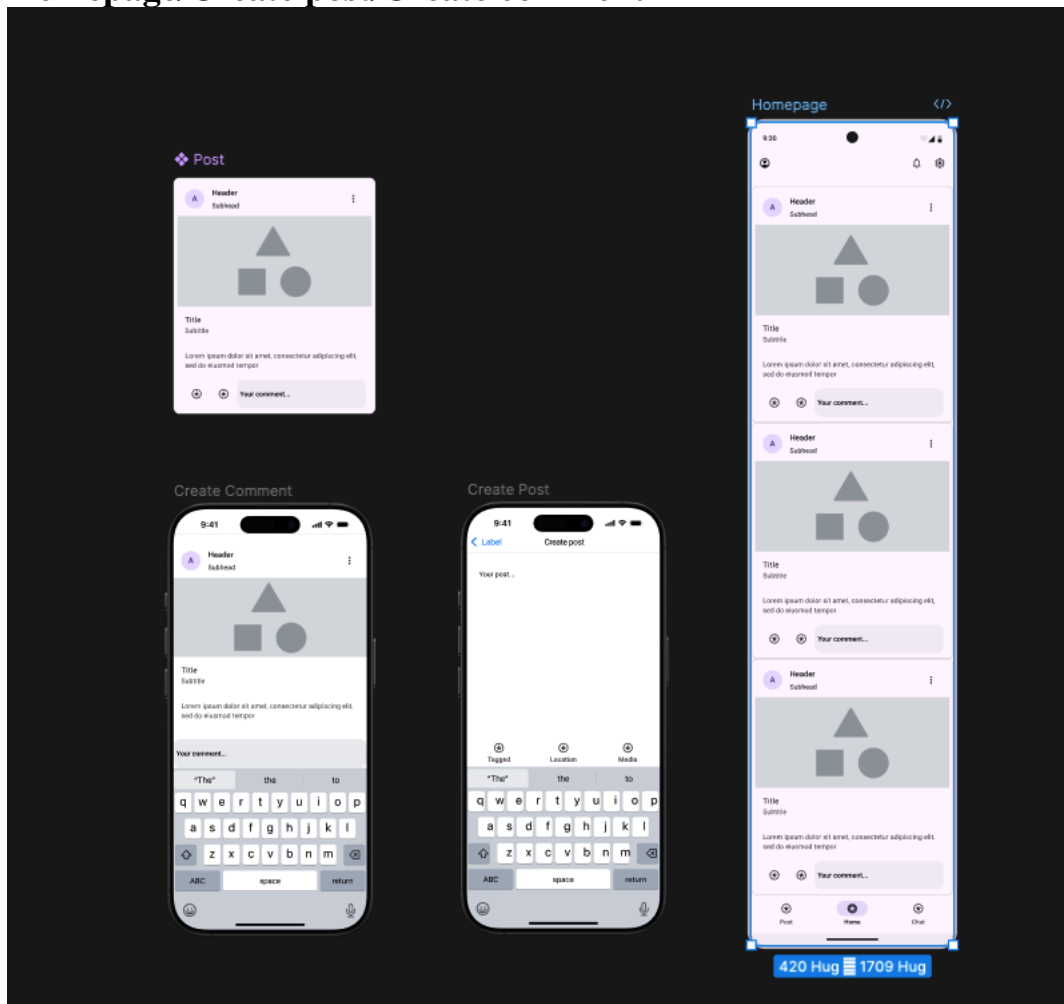 Homepage/Create post/Create comment
Homepage </>
Post
Header
A
Subhead
Title
Subtitle
Lorem ipsum dolor sit amet, consectetur adipiscing elit,
sed do eiusmod tempor
Your comment...
Create Comment
9:41
A
Header
Subhead
Title
Subtitle
Lorem ipsum dolor sit amet, consectetur adipiscing elit,
sed do eiusmod tempor
Your comment...
"The" the to
q w e r t y u i o p
a s d f g h j k l
z x c v b n m
ABC space return
Create Post
9:41
Label Create post
Your post...
Tagged Location Media
"The" the to
q w e r t y u i o p
a s d f g h j k l
z x c v b n m
ABC space return
9:30
A
Header
Subhead
Title
Subtitle
Lorem ipsum dolor sit amet, consectetur adipiscing elit,
sed do eiusmod tempor
Your comment...
A
Header
Subhead
Title
Subtitle
Lorem ipsum dolor sit amet, consectetur adipiscing elit,
sed do eiusmod tempor
Your comment...
A
Header
Subhead
Title
Subtitle
Lorem ipsum dolor sit amet, consectetur adipiscing elit,
sed do eiusmod tempor
Your comment...
Post Home Chat
420 Hug 1709 Hug